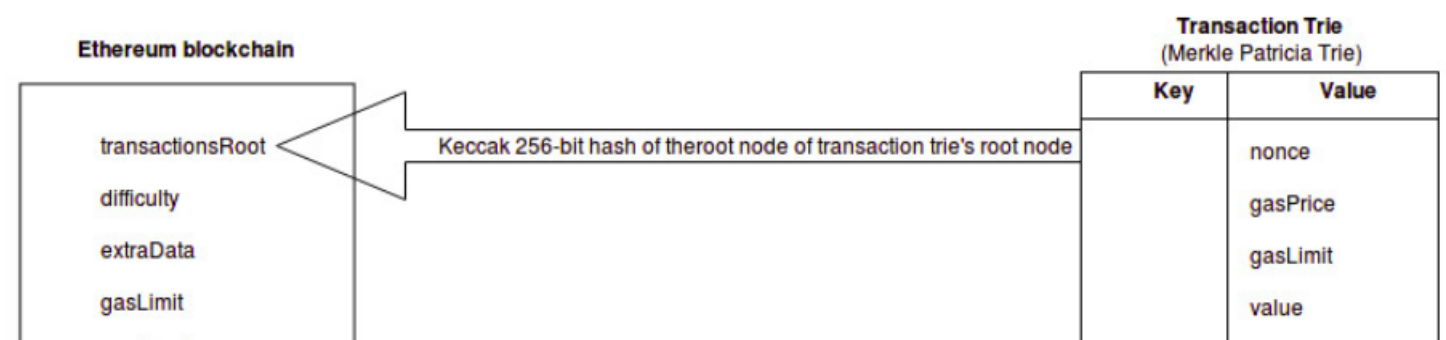 Ethereum blockchain
transactionsRoot
difficulty
extraData
gasLimit
Keccak 256-bit hash of theroot node of transaction trie's root node
Transaction Trie
(Merkle Patricia Trie)
Key Value
nonce
gasPrice
gasLimit
value